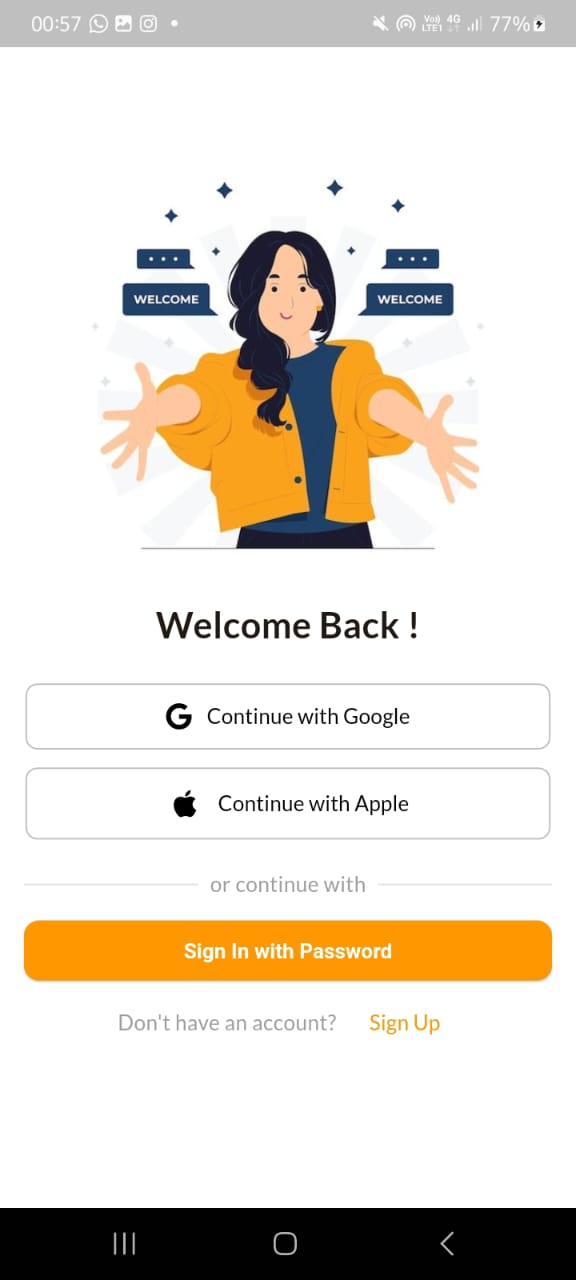 00:57 Vo)) LTE1 4G 77%
WELCOME WELCOME
Welcome Back !
G Continue with Google
Continue with Apple
or continue with
Sign In with Password
Don't have an account? Sign Up